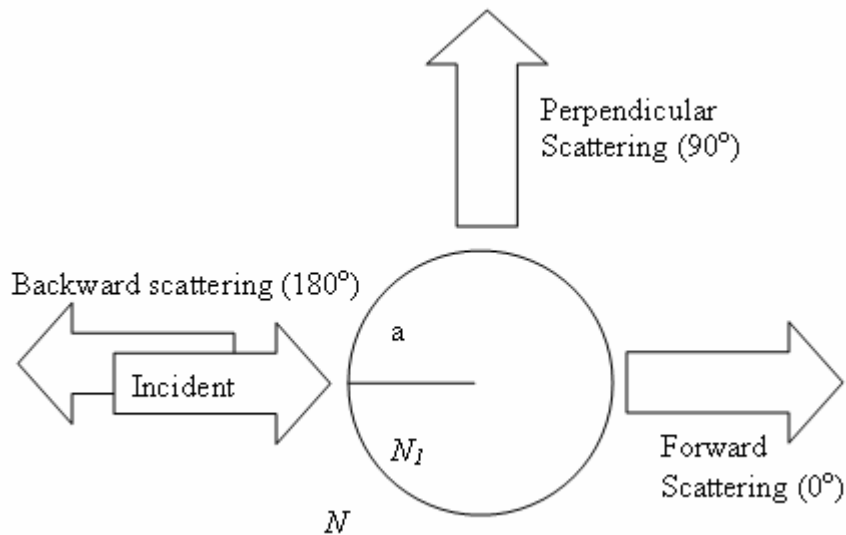 Perpendicular
Scattering (90°)
Backward scattering (180°)
a
Incident
N1
Forward
Scattering (0°)
N